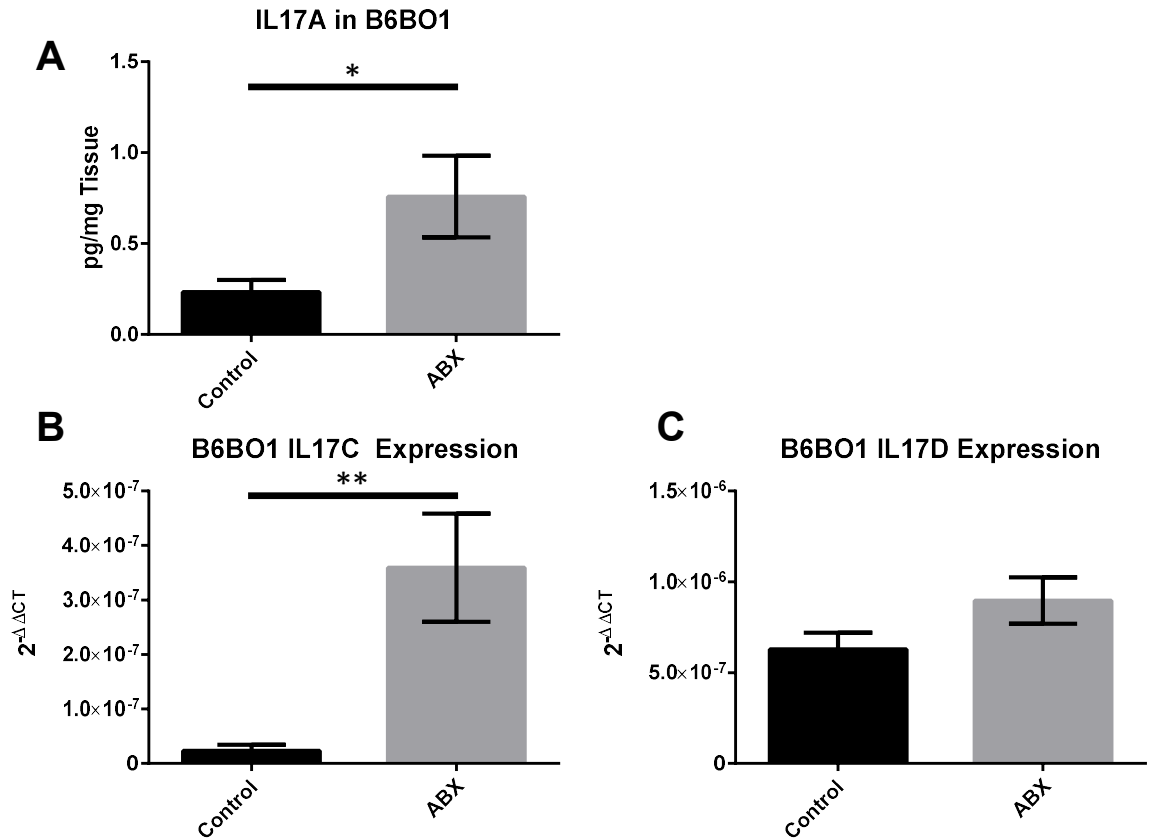 IL17A in B6BO1
A
*
1.5
1.0
0.5
0.0
pg/mg Tissue
Control
ABX
B
B6BO1 IL17C Expression
**
5.0×10⁻⁷
4.0×10⁻⁷
3.0×10⁻⁷
2.0×10⁻⁷
1.0×10⁻⁷
0
2⁻ΔΔCT
Control
ABX
C
B6BO1 IL17D Expression
1.5×10⁻⁶
1.0×10⁻⁶
5.0×10⁻⁷
0
2⁻ΔΔCT
Control
ABX